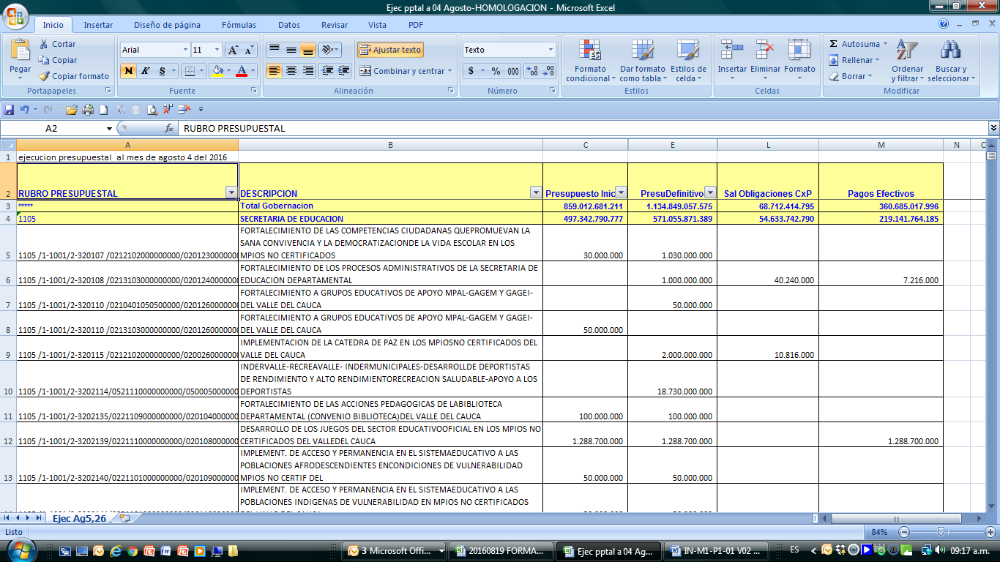 Ejec pptal a 04 Agosto-HOMOLOGACION - Microsoft Excel
Inicio Insertar Diseño de página Fórmulas Datos Revisar Vista PDF
Pegar Cortar Copiar Copiar formato
Arial 11
N K S
Ajustar texto
Combinar y centrar
Texto
$ % 000
Formato condicional Dar formato como tabla Estilos de celda
Insertar Eliminar Formato
Σ Autosuma
Rellenar
Borrar
Ordenar y filtrar Buscar y seleccionar
Portapapeles Fuente Alineación Número Estilos Celdas Modificar
A2 fx RUBRO PRESUPUESTAL
A B C E L M N
1 ejecucion presupuestal al mes de agosto 4 del 2016
2 RUBRO PRESUPUESTAL DESCRIPCION Presupuesto Inic PresuDefinitivo Sal Obligaciones CxP Pagos Efectivos
3 ***** Total Gobernacion 859.012.681.211 1.134.849.057.575 68.712.414.795 360.685.017.996
4 1105 SECRETARIA DE EDUCACION 497.342.790.777 571.055.871.389 54.633.742.790 219.141.764.185
FORTALECIMIENTO DE LAS COMPETENCIAS CIUDADANAS QUEPROMUEVAN LA
SANA CONVIVENCIA Y LA DEMOCRATIZACIONDE LA VIDA ESCOLAR EN LOS
5 1105 /1-1001/2-320107 /0212102000000000/0201230000000 MPIOS NO CERTIFICADOS 30.000.000 1.030.000.000
FORTALECIMIENTO DE LOS PROCESOS ADMINISTRATIVOS DE LA SECRETARIA DE
6 1105 /1-1001/2-320108 /0213103000000000/0201240000000 EDUCACION DEPARTAMENTAL 1.000.000.000 40.240.000 7.216.000
FORTALECIMIENTO A GRUPOS EDUCATIVOS DE APOYO MPAL-GAGEM Y GAGEI-
7 1105 /1-1001/2-320110 /0210401050500000/0201260000000 DEL VALLE DEL CAUCA 50.000.000
FORTALECIMIENTO A GRUPOS EDUCATIVOS DE APOYO MPAL-GAGEM Y GAGEI-
8 1105 /1-1001/2-320110 /0213103000000000/0201260000000 DEL VALLE DEL CAUCA 50.000.000
IMPLEMENTACION DE LA CATEDRA DE PAZ EN LOS MPIOSNO CERTIFICADOS DEL
9 1105 /1-1001/2-320115 /0212102000000000/0200260000000 VALLE DEL CAUCA 2.000.000.000 10.816.000
INDERVALLE-RECREAVALLE- INDERMUNICIPALES-DESARROLLDE DEPORTISTAS
DE RENDIMIENTO Y ALTO RENDIMIENTORECREACION SALUDABLE-APOYO A LOS
10 1105 /1-1001/2-3202114/0521110000000000/0500050000000 DEPORTISTAS 18.730.000.000
FORTALECIMIENTO DE LAS ACCIONES PEDAGOGICAS DE LABIBLIOTECA
11 1105 /1-1001/2-3202135/0221109000000000/0201040000000 DEPARTAMENTAL (CONVENIO BIBLIOTECA)DEL VALLE DEL CAUCA 100.000.000 100.000.000
DESARROLLO DE LOS JUEGOS DEL SECTOR EDUCATIVOOFICIAL EN LOS MPIOS NO
12 1105 /1-1001/2-3202139/0221110000000000/0201080000000 CERTIFICADOS DEL VALLEDEL CAUCA 1.288.700.000 1.288.700.000 1.288.700.000
IMPLEMENT. DE ACCESO Y PERMANENCIA EN EL SISTEMAEDUCATIVO A LAS
POBLACIONES AFRODESCENDIENTES ENCONDICIONES DE VULNERABILIDAD
13 1105 /1-1001/2-3202140/0221101000000000/0201090000000 MPIOS NO CERTIF DEL 50.000.000 50.000.000
IMPLEMENT. DE ACCESO Y PERMANENCIA EN EL SISTEMAEDUCATIVO A LAS
POBLACIONES INDIGENAS DE VULNERABILIDAD EN MPIOS NO CERTIFICADOS
Ejec Ag5,26
Listo 84%
3 Microsoft Offi... 20160819 FORMA... Ejec pptal a 04 Ag... IN-M1-P1-01 V02 ... ES 09:17 a.m.